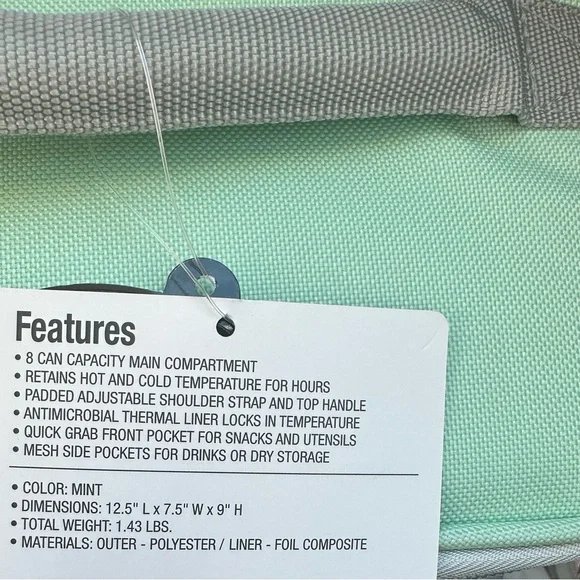 Features
• 8 CAN CAPACITY MAIN COMPARTMENT
• RETAINS HOT AND COLD TEMPERATURE FOR HOURS
• PADDED ADJUSTABLE SHOULDER STRAP AND TOP HANDLE
• ANTIMICROBIAL THERMAL LINER LOCKS IN TEMPERATURE
• QUICK GRAB FRONT POCKET FOR SNACKS AND UTENSILS
• MESH SIDE POCKETS FOR DRINKS OR DRY STORAGE
• COLOR: MINT
• DIMENSIONS: 12.5" L x 7.5" W x 9" H
• TOTAL WEIGHT: 1.43 LBS.
• MATERIALS: OUTER - POLYESTER / LINER - FOIL COMPOSITE